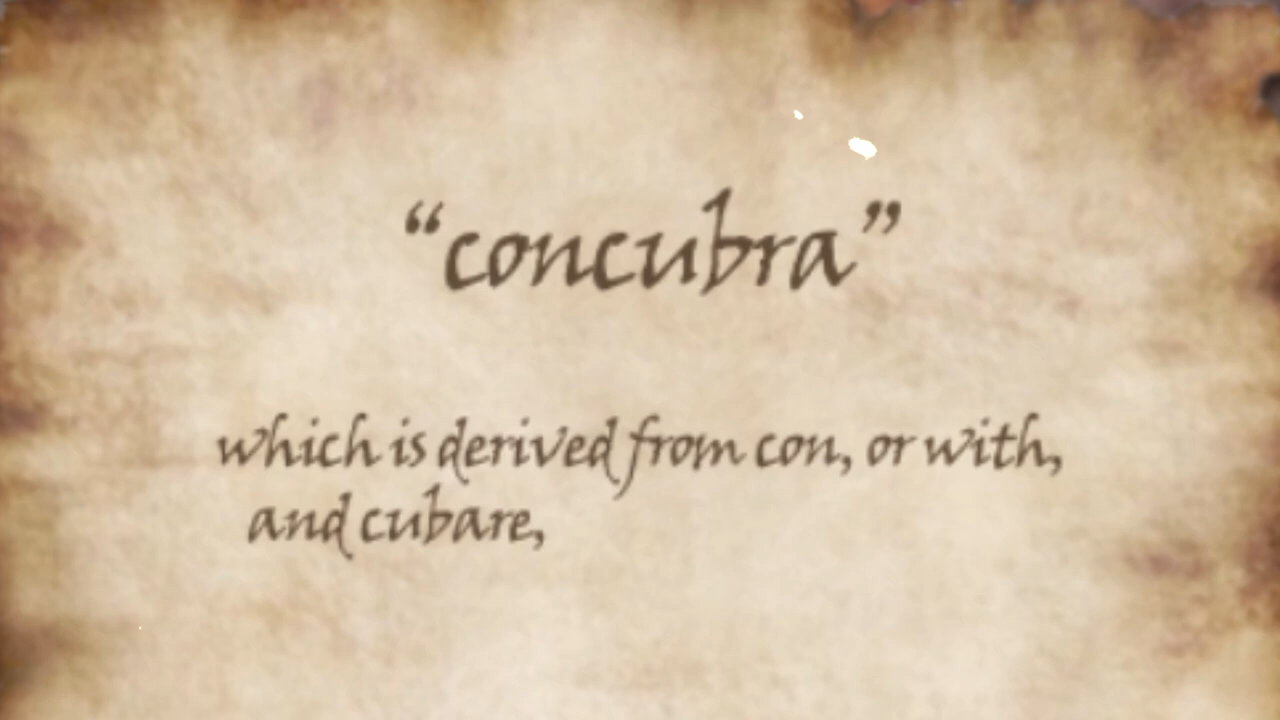 “concubra”
which is derived from con, or with,
and cubare,